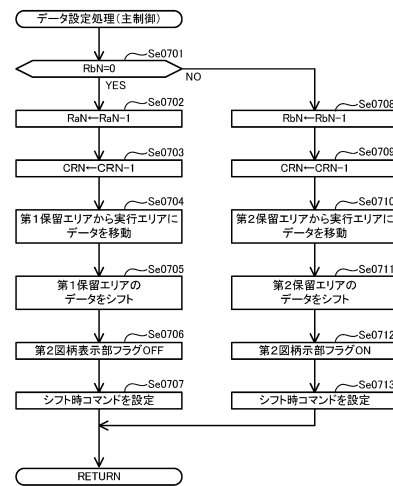 データ設定処理(主制御)
Se0701
RbN=0
YES
NO
Se0702
RaN←RaN-1
Se0703
CRN←CRN-1
Se0704
第1保留エリアから実行エリアに
データを移動
Se0705
第1保留エリアの
データをシフト
Se0706
第2図柄表示部フラグOFF
Se0707
シフト時コマンドを設定
Se0708
RbN←RbN-1
Se0709
CRN←CRN-1
Se0710
第2保留エリアから実行エリアに
データを移動
Se0711
第2保留エリアの
データをシフト
Se0712
第2図柄示部フラグON
Se0713
シフト時コマンドを設定
RETURN